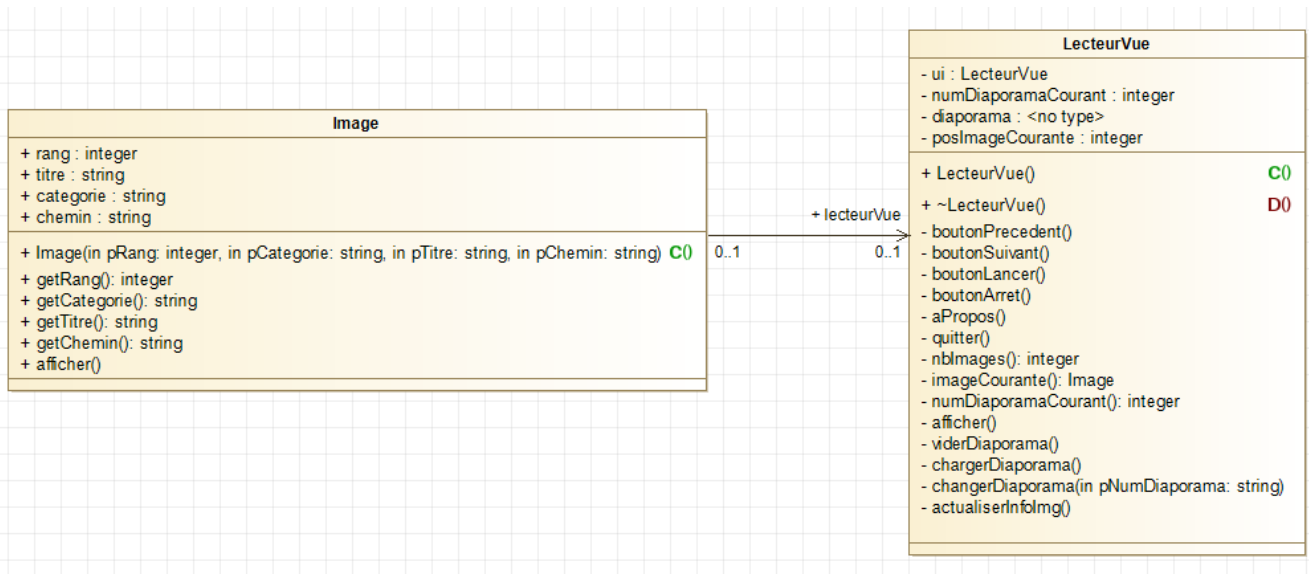 Image
+ rang : integer
+ titre : string
+ categorie : string
+ chemin : string
+ Image(in pRang: integer, in pCategorie: string, in pTitre: string, in pChemin: string) C()
+ getRang(): integer
+ getCategorie(): string
+ getTitre(): string
+ getChemin(): string
+ afficher()
+ lecteurVue
0..1
0..1
LecteurVue
- ui : LecteurVue
- numDiaporamaCourant : integer
- diaporama : <no type>
- posImageCourante : integer
+ LecteurVue() C()
+ ~LecteurVue() D()
- boutonPrecedent()
- boutonSuivant()
- boutonLancer()
- boutonArret()
- aPropos()
- quitter()
- nbImages(): integer
- imageCourante(): Image
- numDiaporamaCourant(): integer
- afficher()
- viderDiaporama()
- chargerDiaporama()
- changerDiaporama(in pNumDiaporama: string)
- actualiserInfoImg()